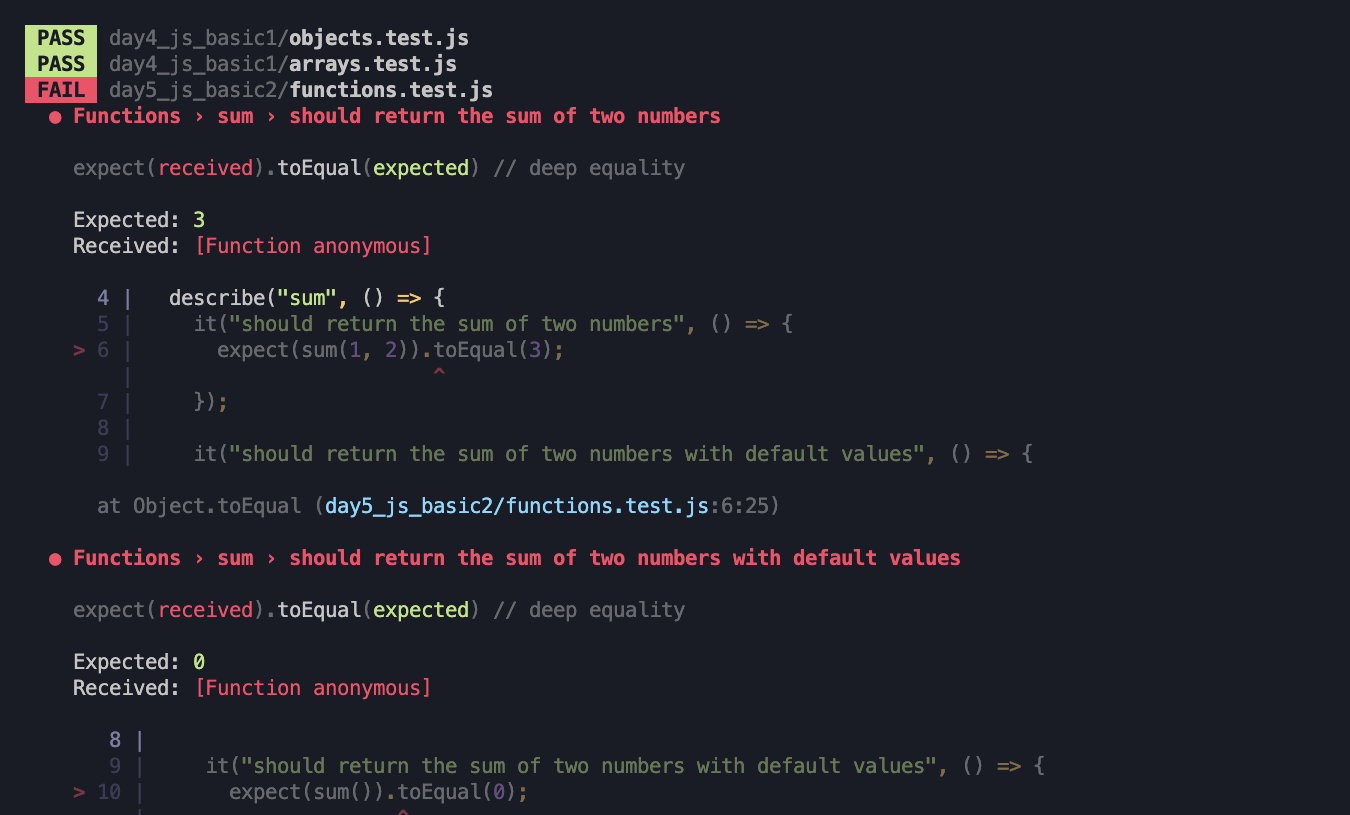 PASS day4_js_basic1/objects.test.js
PASS day4_js_basic1/arrays.test.js
FAIL day5_js_basic2/functions.test.js
● Functions › sum › should return the sum of two numbers
expect(received).toEqual(expected) // deep equality
Expected: 3
Received: [Function anonymous]
4 | describe("sum", () => {
5 | it("should return the sum of two numbers", () => {
> 6 | expect(sum(1, 2)).toEqual(3);
| ^
7 | });
8 |
9 | it("should return the sum of two numbers with default values", () => {
at Object.toEqual (day5_js_basic2/functions.test.js:6:25)
● Functions › sum › should return the sum of two numbers with default values
expect(received).toEqual(expected) // deep equality
Expected: 0
Received: [Function anonymous]
8 |
9 | it("should return the sum of two numbers with default values", () => {
> 10 | expect(sum()).toEqual(0);
| ^